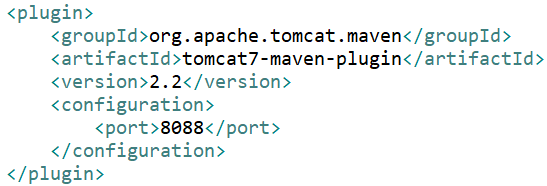 <plugin>
    <groupId>org.apache.tomcat.maven</groupId>
    <artifactId>tomcat7-maven-plugin</artifactId>
    <version>2.2</version>
    <configuration>
        <port>8088</port>
    </configuration>
</plugin>